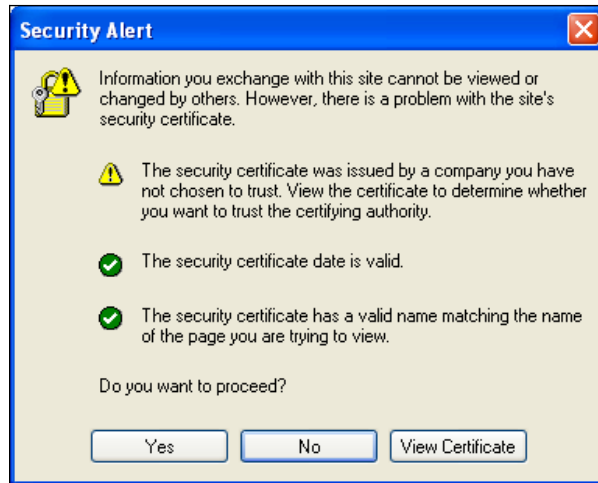 Security Alert
Information you exchange with this site cannot be viewed or
changed by others. However, there is a problem with the site's
security certificate.
The security certificate was issued by a company you have
not chosen to trust. View the certificate to determine whether
you want to trust the certifying authority.
The security certificate date is valid.
The security certificate has a valid name matching the name
of the page you are trying to view.
Do you want to proceed?
Yes No View Certificate